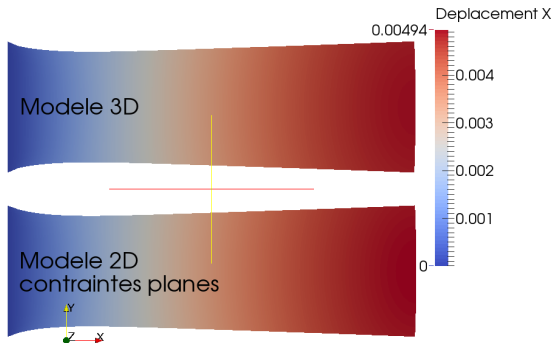 Deplacement X
0.00494
0.004
0.003
0.002
0.001
0
Modele 3D
Modele 2D
contraintes planes
Y
Z
X